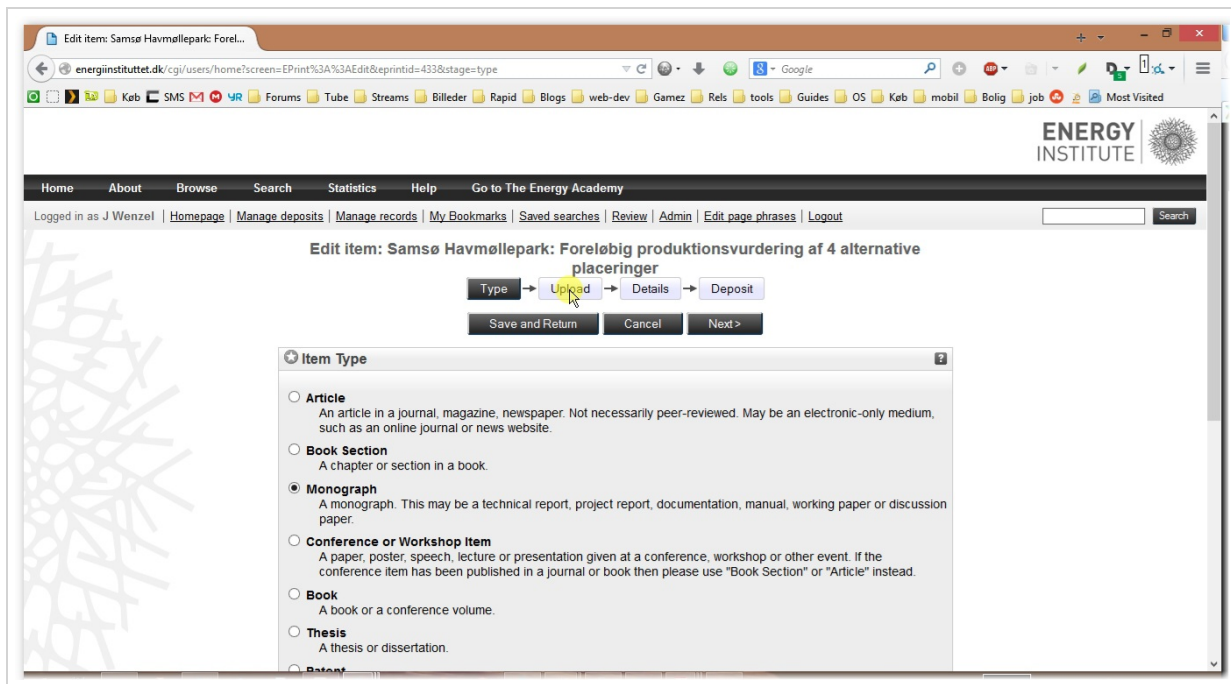 Edit item: Samsø Havmøllepark: Forel...
energiinstituttet.dk/cgi/users/home?screen=EPrint%3A%3AEdit&eprintid=433&stage=type
Google
Køb SMS YR Forums Tube Streams Billeder Rapid Blogs web-dev Gamez Rels tools Guides OS Køb mobil Bolig job Most Visited
ENERGY
INSTITUTE
Home About Browse Search Statistics Help Go to The Energy Academy
Logged in as J Wenzel | Homepage | Manage deposits | Manage records | My Bookmarks | Saved searches | Review | Admin | Edit page phrases | Logout
Search
Edit item: Samsø Havmøllepark: Foreløbig produktionsvurdering af 4 alternative
placeringer
Type → Upload → Details → Deposit
Save and Return Cancel Next >
Item Type ?
Article
An article in a journal, magazine, newspaper. Not necessarily peer-reviewed. May be an electronic-only medium,
such as an online journal or news website.
Book Section
A chapter or section in a book.
Monograph
A monograph. This may be a technical report, project report, documentation, manual, working paper or discussion
paper.
Conference or Workshop Item
A paper, poster, speech, lecture or presentation given at a conference, workshop or other event. If the
conference item has been published in a journal or book then please use "Book Section" or "Article" instead.
Book
A book or a conference volume.
Thesis
A thesis or dissertation.
Patent